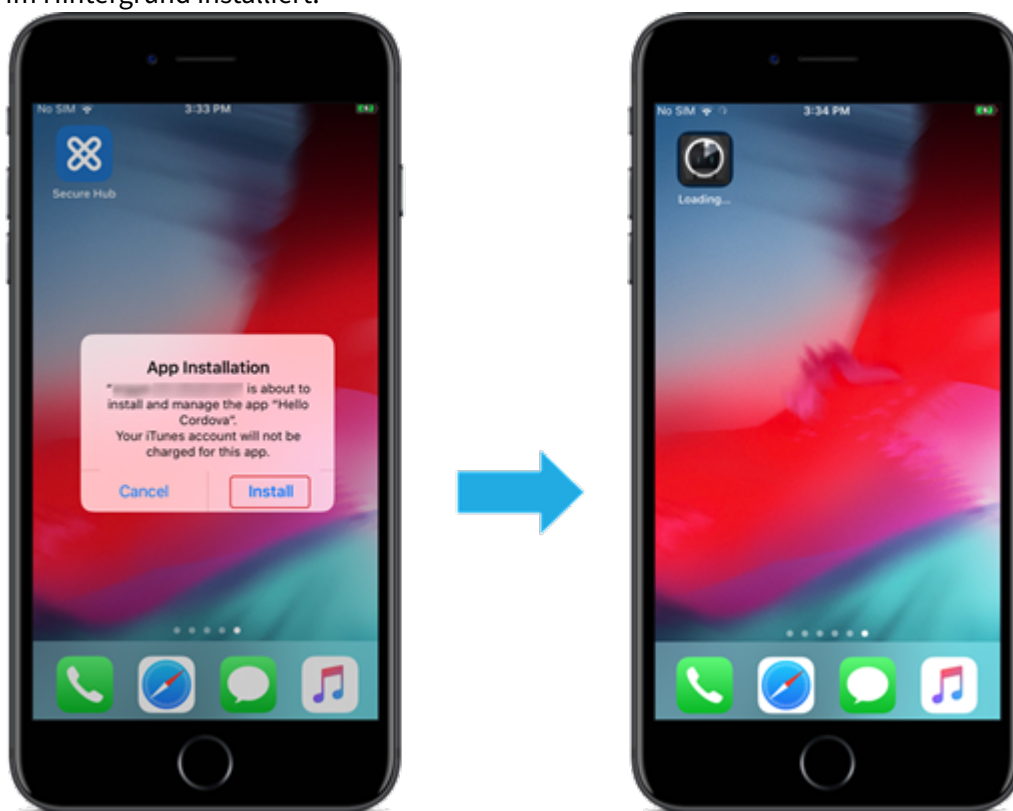 im Hintergrund installiert.
No SIM 3:33 PM
Secure Hub
App Installation
" is about to
install and manage the app "Hello
Cordova".
Your iTunes account will not be
charged for this app.
Cancel Install
No SIM 3:34 PM
Loading...